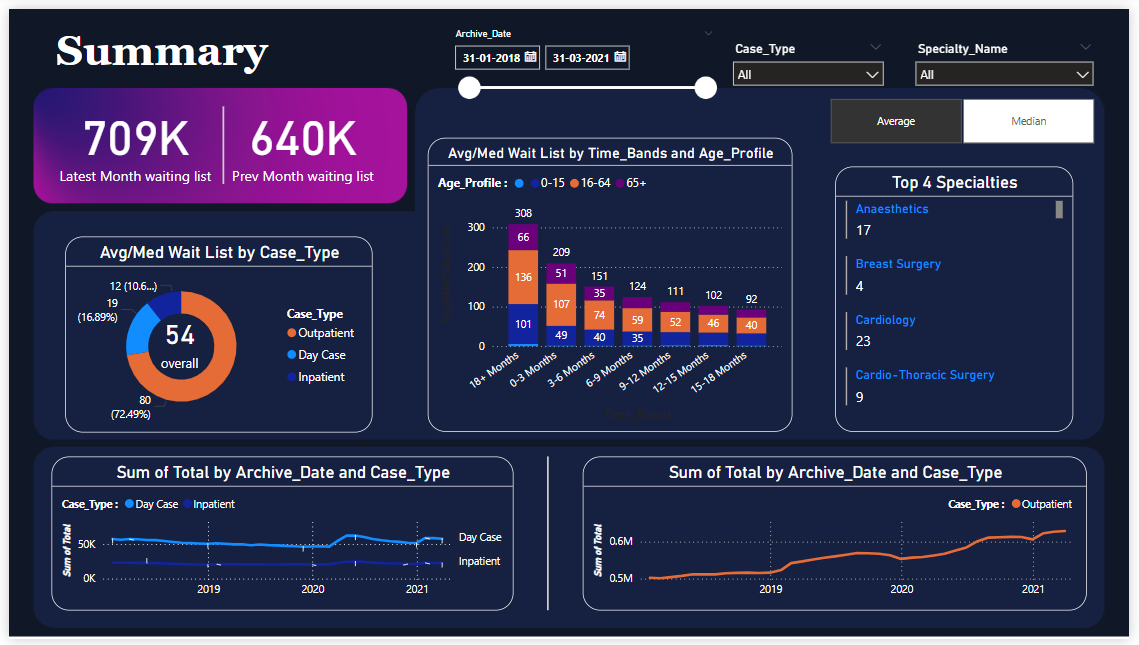 Summary
Archive_Date
31-01-2018
31-03-2021
Case_Type
All
Specialty_Name
All
709K
Latest Month waiting list
640K
Prev Month waiting list
Average
Median
Avg/Med Wait List by Case_Type
12 (10.6...)
19
(16.89%)
54
overall
80
(72.49%)
Case_Type
Outpatient
Day Case
Inpatient
Avg/Med Wait List by Time_Bands and Age_Profile
Age_Profile : 0-15 16-64 65+
300
200
100
0
308
66
136
101
209
51
107
49
151
35
74
40
124
59
35
111
52
102
46
92
40
18+ Months
0-3 Months
3-6 Months
6-9 Months
9-12 Months
12-15 Months
15-18 Months
Top 4 Specialties
Anaesthetics
17
Breast Surgery
4
Cardiology
23
Cardio-Thoracic Surgery
9
Sum of Total by Archive_Date and Case_Type
Case_Type : Day Case Inpatient
Sum of Total
50K
0K
Day Case
Inpatient
2019
2020
2021
Sum of Total by Archive_Date and Case_Type
Case_Type : Outpatient
Sum of Total
0.6M
0.5M
2019
2020
2021